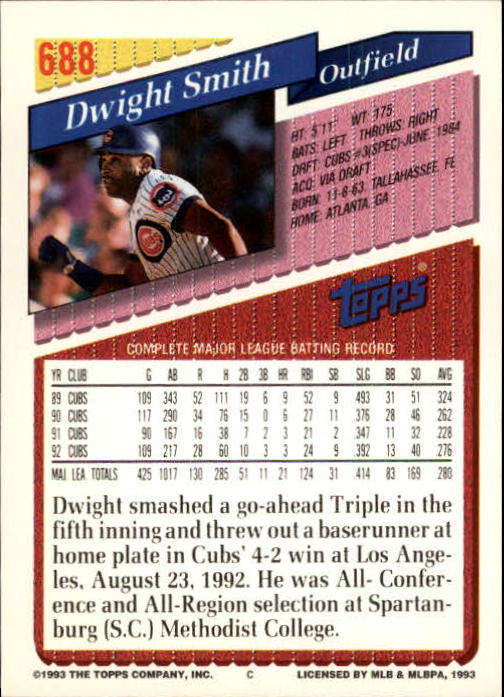 688
Dwight Smith
Outfield
HT: 5'11" WT: 175
BATS: LEFT THROWS: RIGHT
DRFT: CUBS #3(SPEC)-JUNE, 1984
ACQ: VIA DRAFT
BORN: 11-8-63, TALLAHASSEE, FL
HOME: ATLANTA, GA
topps®
COMPLETE MAJOR LEAGUE BATTING RECORD
YR CLUB G AB R H 2B 3B HR RBI SB SLG BB SO AVG
89 CUBS 109 343 52 111 19 6 9 52 9 .493 31 51 .324
90 CUBS 117 290 34 76 15 0 6 27 11 .376 28 46 .262
91 CUBS 90 167 16 38 7 2 3 21 2 .347 11 32 .228
92 CUBS 109 217 28 60 10 3 3 24 9 .392 13 40 .276
MAJ. LEA. TOTALS 425 1017 130 285 51 11 21 124 31 .414 83 169 .280
Dwight smashed a go-ahead Triple in the
fifth inning and threw out a baserunner at
home plate in Cubs' 4-2 win at Los Ange-
les, August 23, 1992. He was All- Confer-
ence and All-Region selection at Spartan-
burg (S.C.) Methodist College.
©1993 THE TOPPS COMPANY, INC. C LICENSED BY MLB & MLBPA, 1993